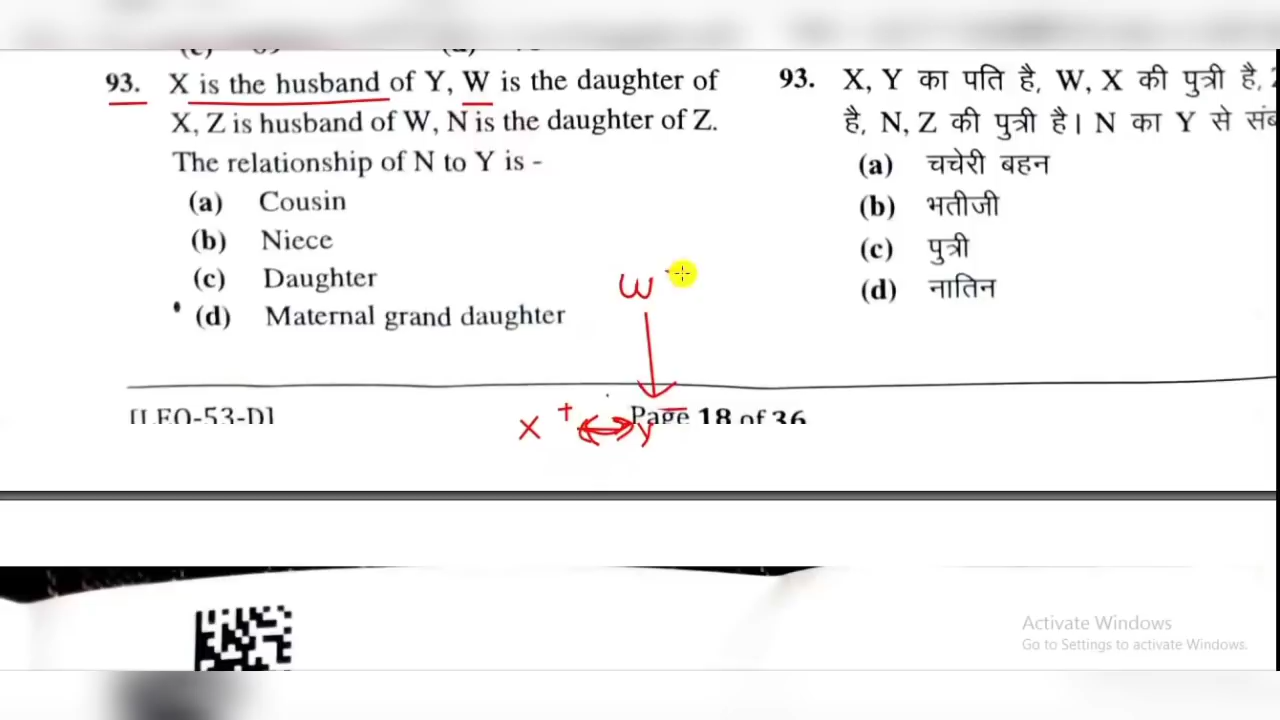 93. X is the husband of Y, W is the daughter of
X, Z is husband of W, N is the daughter of Z.
The relationship of N to Y is -
(a) Cousin
(b) Niece
(c) Daughter
(d) Maternal grand daughter
93. X, Y का पति है, W, X की पुत्री है,
है, N, Z की पुत्री है। N का Y से
(a) चचेरी बहन
(b) भतीजी
(c) पुत्री
(d) नातिन
W
X + Y
[LEO-53-D]
Page 18 of 36
Activate Windows
Go to Settings to activate Windows.